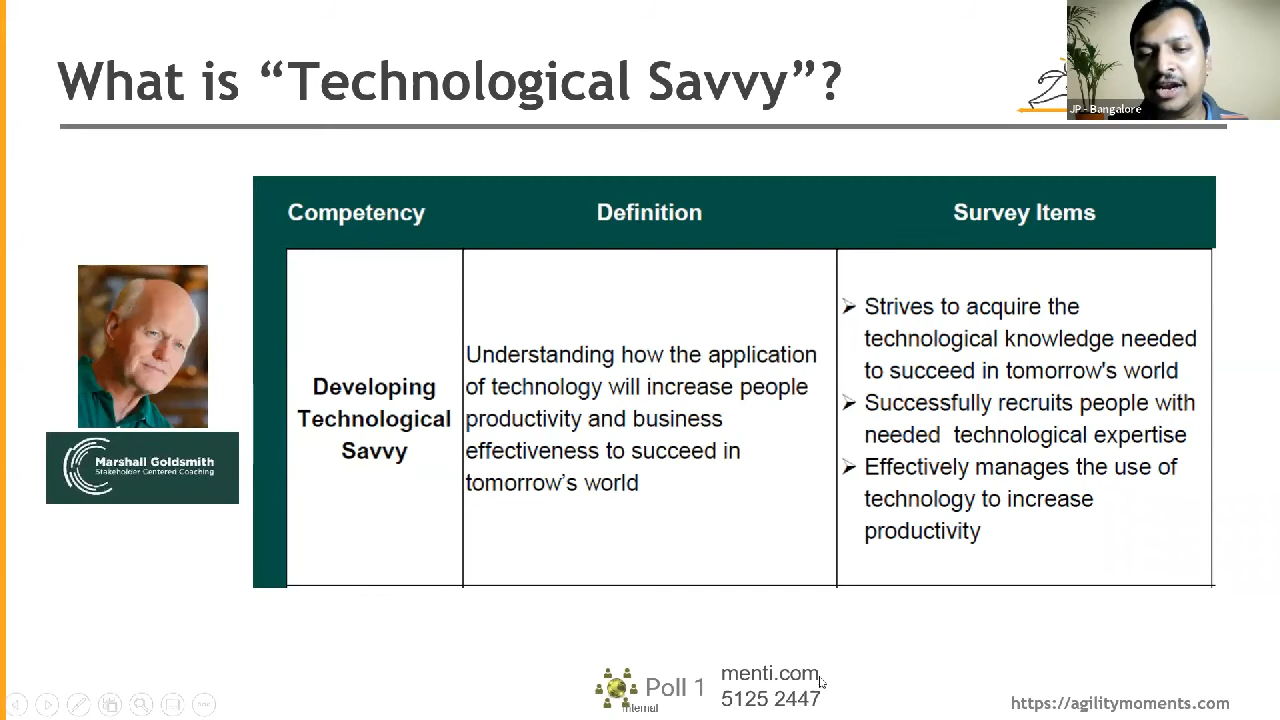 What is “Technological Savvy”?
JP - Bangalore
Competency
Definition
Survey Items
Developing
Technological
Savvy
Understanding how the application
of technology will increase people
productivity and business
effectiveness to succeed in
tomorrow’s world
➢ Strives to acquire the
technological knowledge needed
to succeed in tomorrow's world
➢ Successfully recruits people with
needed technological expertise
➢ Effectively manages the use of
technology to increase
productivity
Marshall Goldsmith
Stakeholder Centered Coaching
Poll 1
menti.com
5125 2447
Internal
https://agilitymoments.com